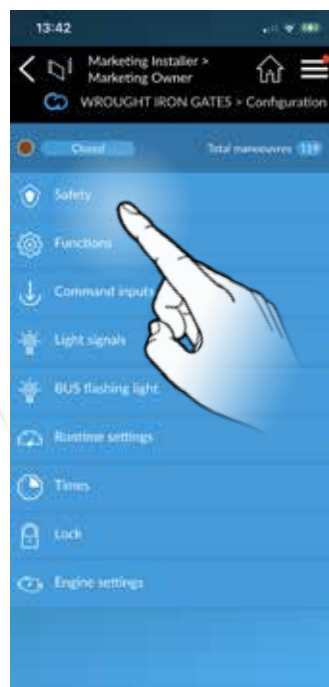 13:42
Marketing Installer >
Marketing Owner
WROUGHT IRON GATES > Configuration
Closed
Total manoeuvres 119
Safety
Functions
Command inputs
Light signals
BUS flashing light
Runtime settings
Times
Lock
Engine settings